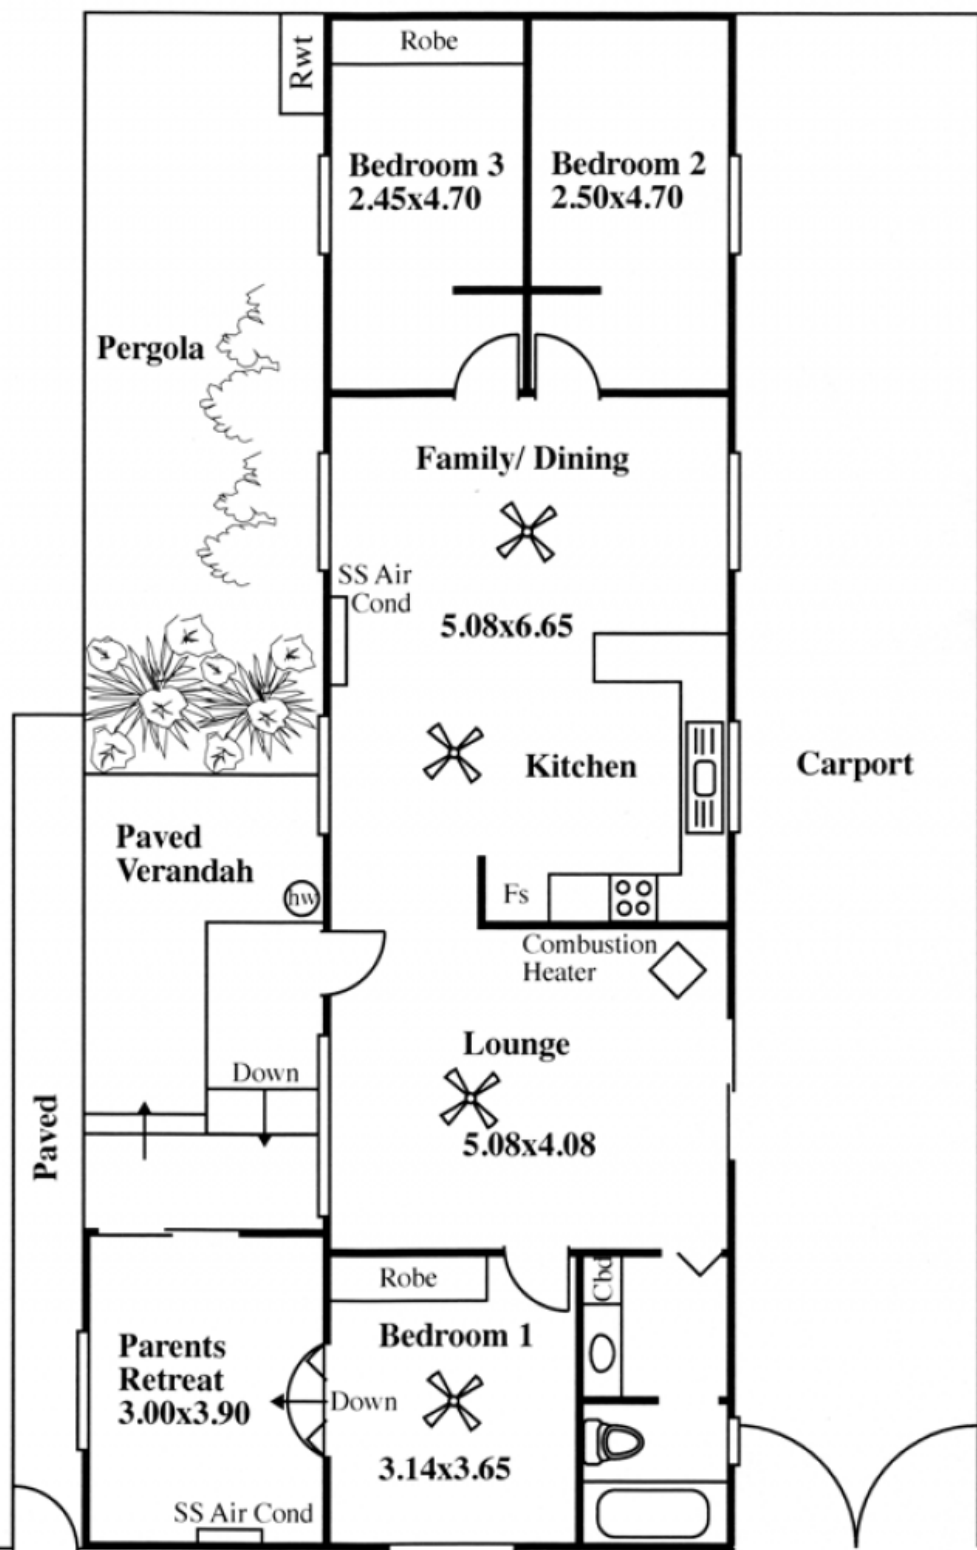 Rwt
Robe
Bedroom 3
2.45x4.70
Bedroom 2
2.50x4.70
Pergola
Family/ Dining
SS Air
Cond
5.08x6.65
Kitchen
Carport
Paved
Verandah
hw
Fs
Combustion
Heater
Lounge
Down
5.08x4.08
Paved
Robe
Cbd
Bedroom 1
Parents
Retreat
3.00x3.90
Down
3.14x3.65
SS Air Cond